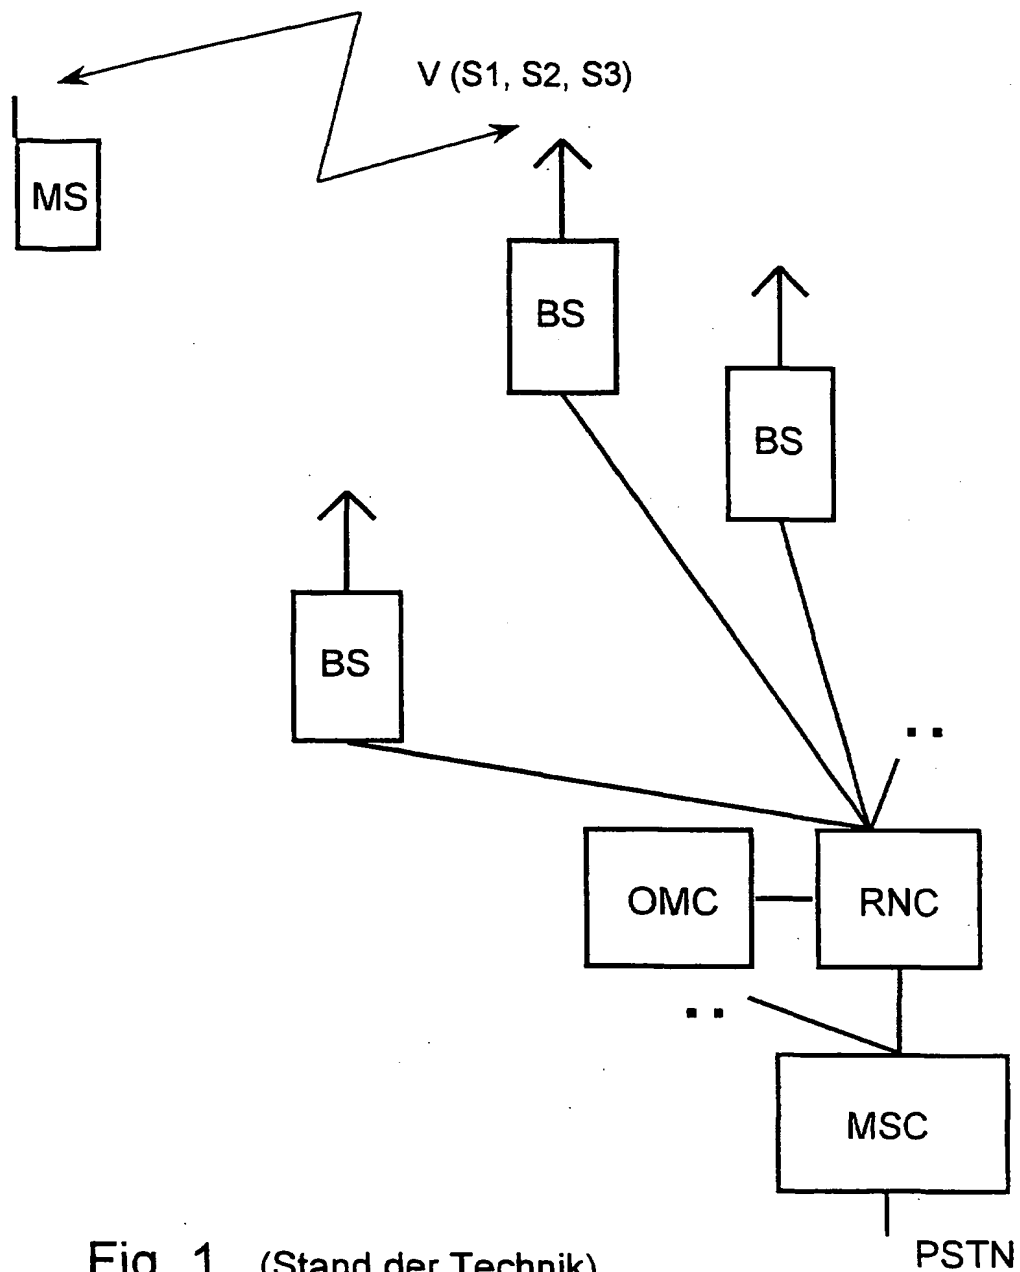 V (S1, S2, S3)
MS
BS
BS
BS
OMC
RNC
MSC
PSTN
Fig. 1 (Stand der Technik)